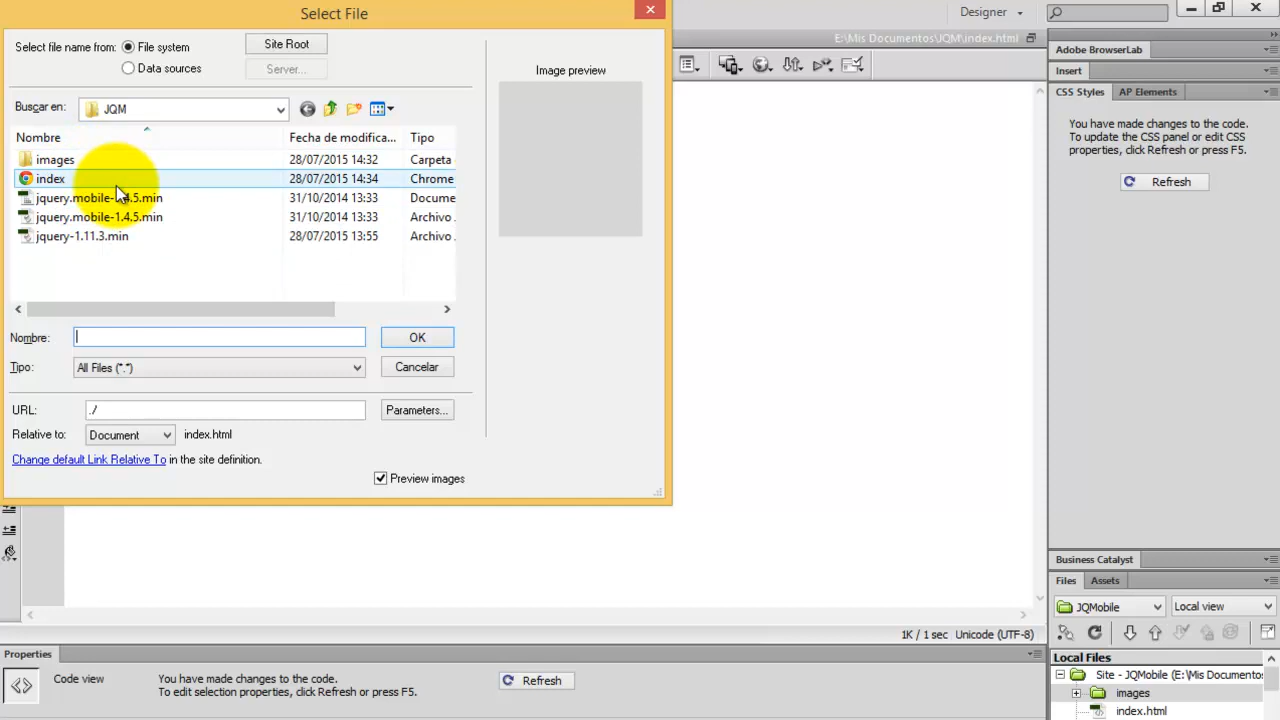 Select File
Designer
E:\Mis Documentos\JQM\index.html
Select file name from: File system Site Root
Data sources Server...
Image preview
Buscar en: JQM
Nombre Fecha de modifica... Tipo
images 28/07/2015 14:32 Carpeta
index 28/07/2015 14:34 Chrome
jquery.mobile-1.4.5.min 31/10/2014 13:33 Docume
jquery.mobile-1.4.5.min 31/10/2014 13:33 Archivo
jquery-1.11.3.min 28/07/2015 13:55 Archivo
Nombre: OK
Tipo: All Files (*.*) Cancelar
URL: ./ Parameters...
Relative to: Document index.html
Change default Link Relative To in the site definition.
Preview images
Adobe BrowserLab
Insert
CSS Styles AP Elements
You have made changes to the code.
To update the CSS panel or edit CSS
properties, click Refresh or press F5.
Refresh
1K / 1 sec Unicode (UTF-8)
Properties
Code view You have made changes to the code.
To edit selection properties, click Refresh or press F5.
Refresh
Business Catalyst
Files Assets
JQMobile Local view
Local Files
Site - JQMobile (E:\Mis Documentos
images
index.html